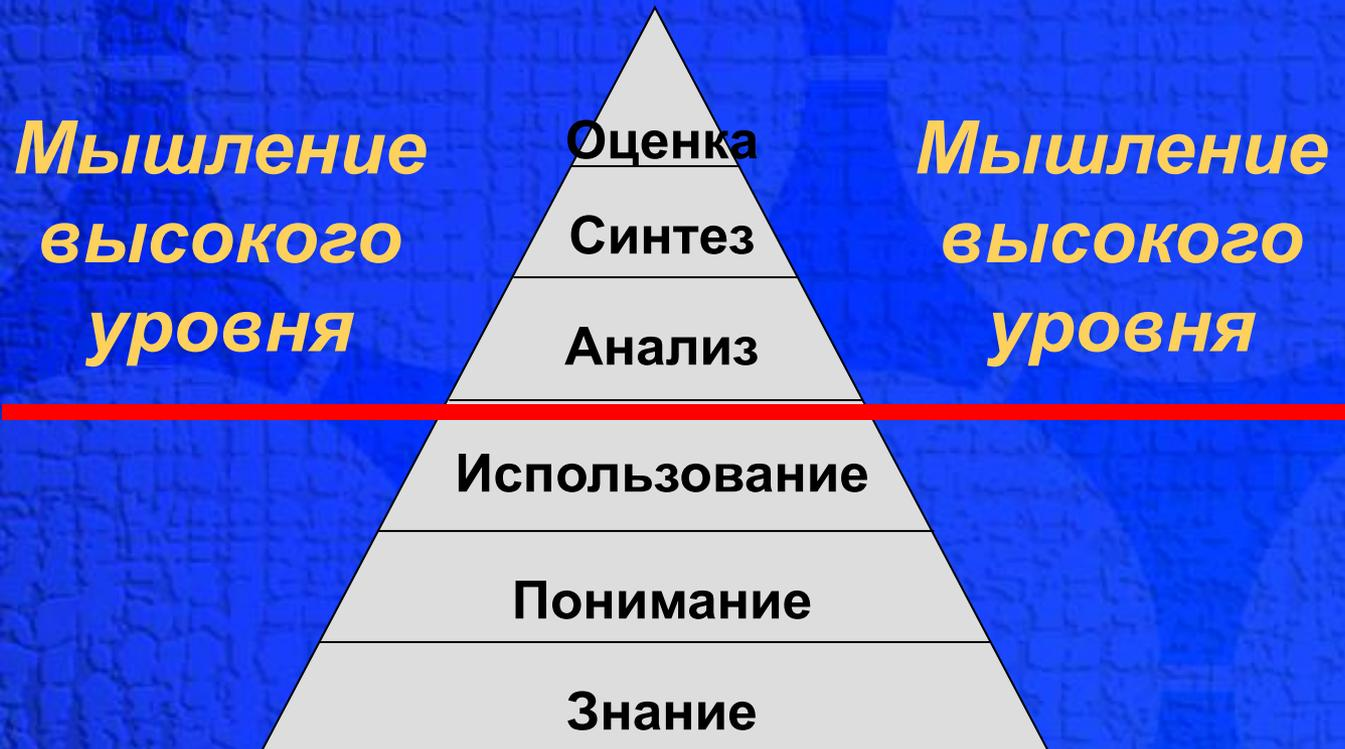 Мышление
высокого
уровня
Оценка
Синтез
Анализ
Использование
Понимание
Знание
Мышление
высокого
уровня